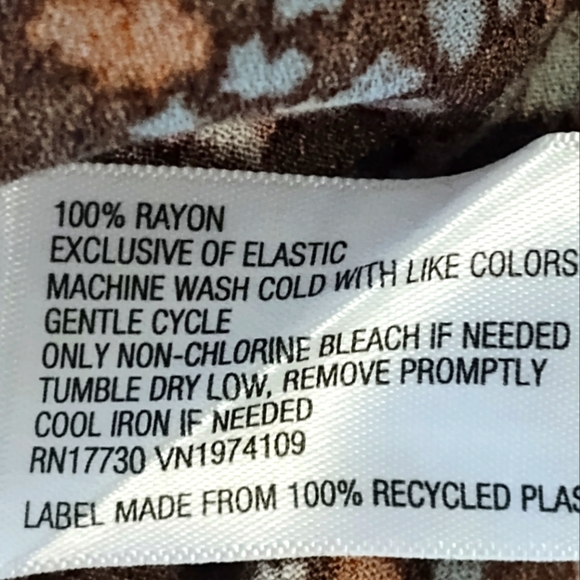 100% RAYON
EXCLUSIVE OF ELASTIC
MACHINE WASH COLD WITH LIKE COLORS
GENTLE CYCLE
ONLY NON-CHLORINE BLEACH IF NEEDED
TUMBLE DRY LOW, REMOVE PROMPTLY
COOL IRON IF NEEDED
RN17730 VN1974109
LABEL MADE FROM 100% RECYCLED